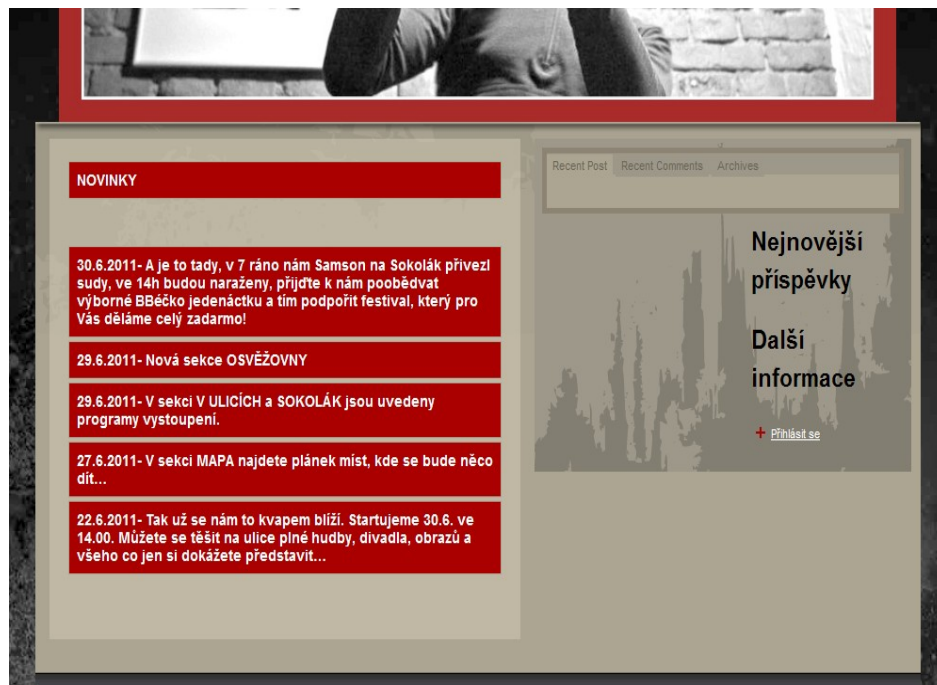 NOVINKY
30.6.2011- A je to tady, v 7 ráno nám Samson na Sokolák přivezl
sudy, ve 14h budou naraženy, přijďte k nám poobědvat
výborné BBéčko jedenáctku a tím podpořit festival, který pro
Vás děláme celý zadarmo!
29.6.2011- Nová sekce OSVĚŽOVNY
29.6.2011- V sekci V ULICÍCH a SOKOLÁK jsou uvedeny
programy vystoupení.
27.6.2011- V sekci MAPA najdete plánek míst, kde se bude něco
dít...
22.6.2011- Tak už se nám to kvapem blíží. Startujeme 30.6. ve
14.00. Můžete se těšit na ulice plné hudby, divadla, obrazů a
všeho co jen si dokážete představit...
Recent Post Recent Comments Archives
Nejnovější
příspěvky
Další
informace
+ Přihlásit se